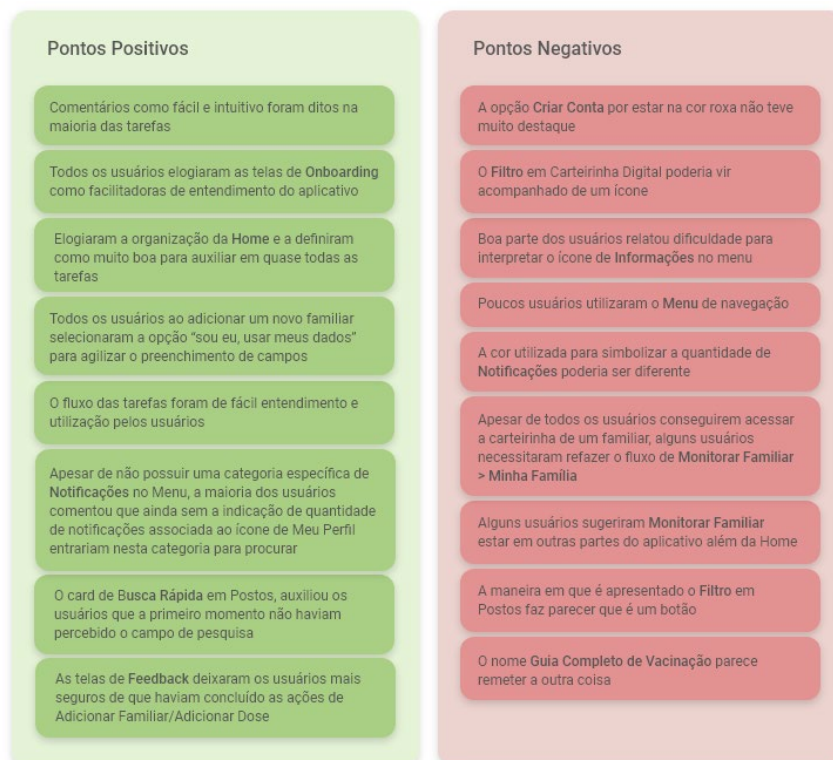 Pontos Positivos
Comentários como fácil e intuitivo foram ditos na
maioria das tarefas
Todos os usuários elogiaram as telas de Onboarding
como facilitadoras de entendimento do aplicativo
Elogiaram a organização da Home e a definiram
como muito boa para auxiliar em quase todas as
tarefas
Todos os usuários ao adicionar um novo familiar
selecionaram a opção “sou eu, usar meus dados”
para agilizar o preenchimento de campos
O fluxo das tarefas foram de fácil entendimento e
utilização pelos usuários
Apesar de não possuir uma categoria específica de
Notificações no Menu, a maioria dos usuários
comentou que ainda sem a indicação de quantidade
de notificações associada ao ícone de Meu Perfil
entrariam nesta categoria para procurar
O card de Busca Rápida em Postos, auxiliou os
usuários que a primeiro momento não haviam
percebido o campo de pesquisa
As telas de Feedback deixaram os usuários mais
seguros de que haviam concluído as ações de
Adicionar Familiar/Adicionar Dose
Pontos Negativos
A opção Criar Conta por estar na cor roxa não teve
muito destaque
O Filtro em Carteirinha Digital poderia vir
acompanhado de um ícone
Boa parte dos usuários relatou dificuldade para
interpretar o ícone de Informações no menu
Poucos usuários utilizaram o Menu de navegação
A cor utilizada para simbolizar a quantidade de
Notificações poderia ser diferente
Apesar de todos os usuários conseguirem acessar
a carteirinha de um familiar, alguns usuários
necessitaram refazer o fluxo de Monitorar Familiar
> Minha Família
Alguns usuários sugeriram Monitorar Familiar
estar em outras partes do aplicativo além da Home
A maneira em que é apresentado o Filtro em
Postos faz parecer que é um botão
O nome Guia Completo de Vacinação parece
remeter a outra coisa